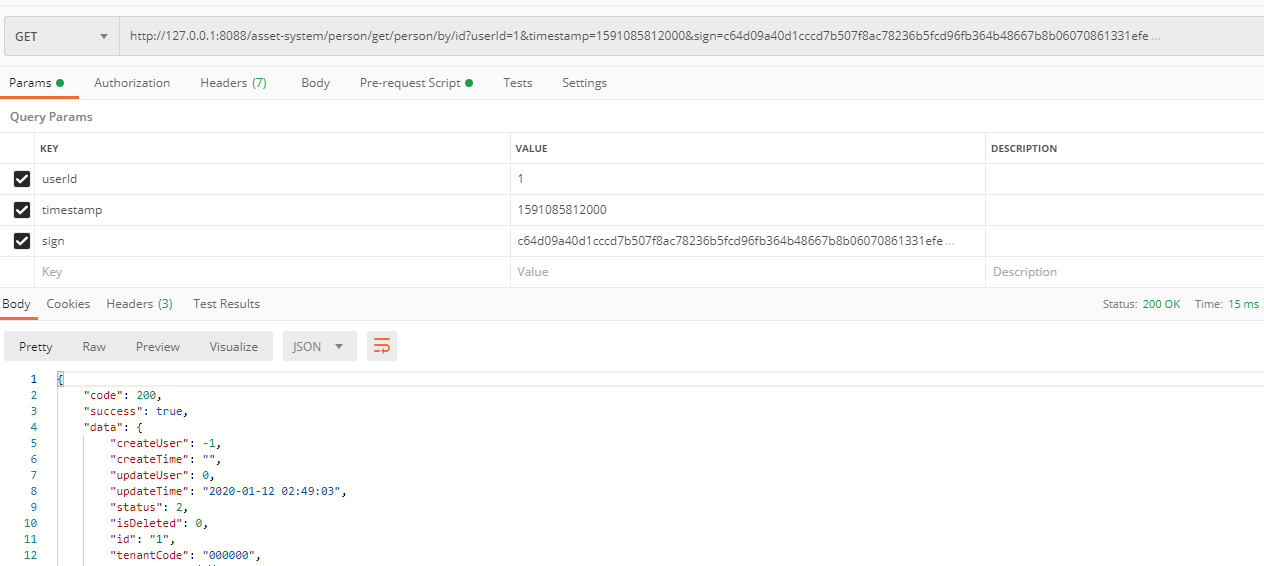 GET http://127.0.0.1:8088/asset-system/person/get/person/by/id?userId=1&timestamp=1591085812000&sign=c64d09a40d1cccd7b507f8ac78236b5fcd96fb364b48667b8b06070861331efe ...
Params Authorization Headers (7) Body Pre-request Script Tests Settings
Query Params
KEY VALUE DESCRIPTION
userId 1
timestamp 1591085812000
sign c64d09a40d1cccd7b507f8ac78236b5fcd96fb364b48667b8b06070861331efe ...
Key Value Description
Body Cookies Headers (3) Test Results Status: 200 OK Time: 15 ms
Pretty Raw Preview Visualize JSON
1 {
2 "code": 200,
3 "success": true,
4 "data": {
5 "createUser": -1,
6 "createTime": "",
7 "updateUser": 0,
8 "updateTime": "2020-01-12 02:49:03",
9 "status": 2,
10 "isDeleted": 0,
11 "id": "1",
12 "tenantCode": "000000",